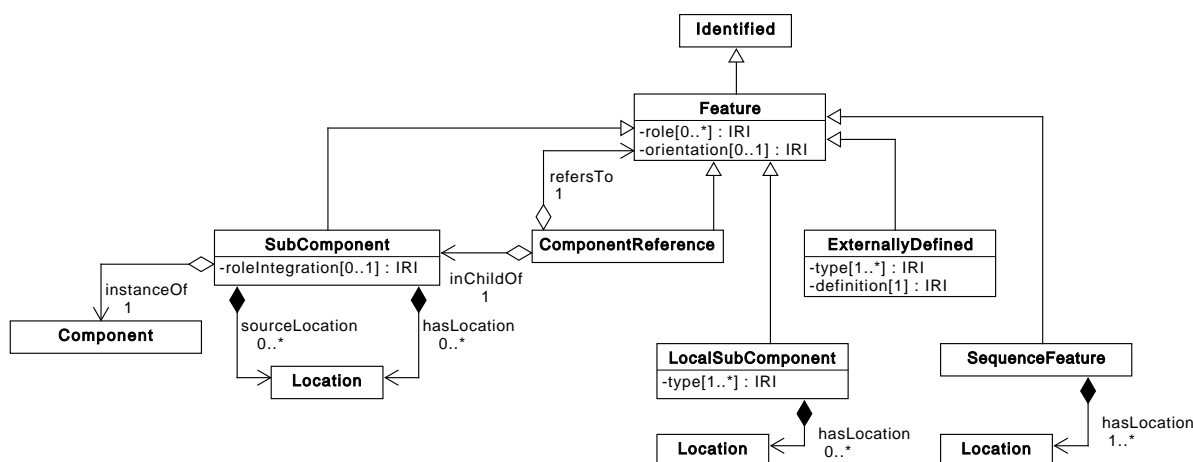 Identified
Feature
-role[0..*] : IRI
-orientation[0..1] : IRI
refersTo
1
SubComponent
-roleIntegration[0..1] : IRI
ComponentReference
ExternallyDefined
-type[1..*] : IRI
-definition[1] : IRI
instanceOf
1
inChildOf
1
Component
sourceLocation
0..*
hasLocation
0..*
Location
LocalSubComponent
-type[1..*] : IRI
SequenceFeature
hasLocation
0..*
Location
hasLocation
1..*
Location